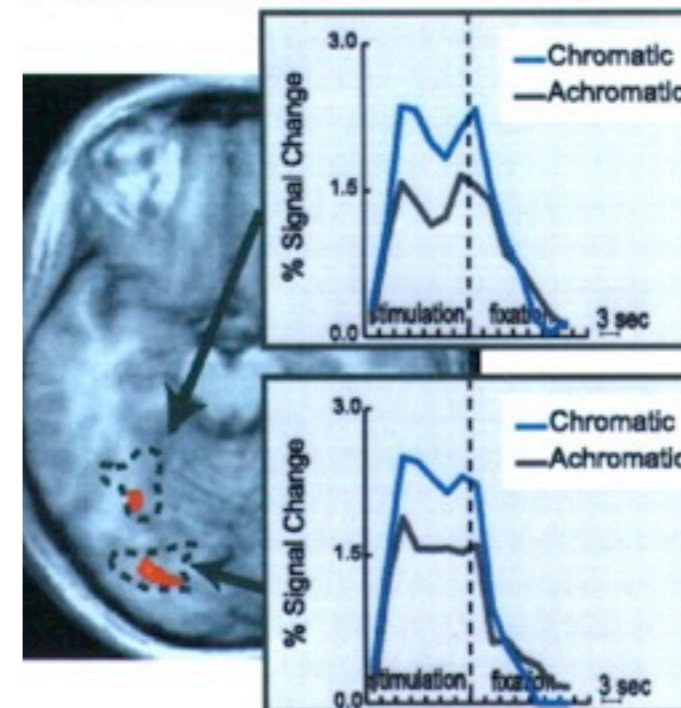 3.0
Chromatic
Achromatic
% Signal Change
1.5
stimulation fixation
0.0
3 sec
3.0
Chromatic
Achromatic
% Signal Change
1.5
stimulation fixation
0.0
3 sec